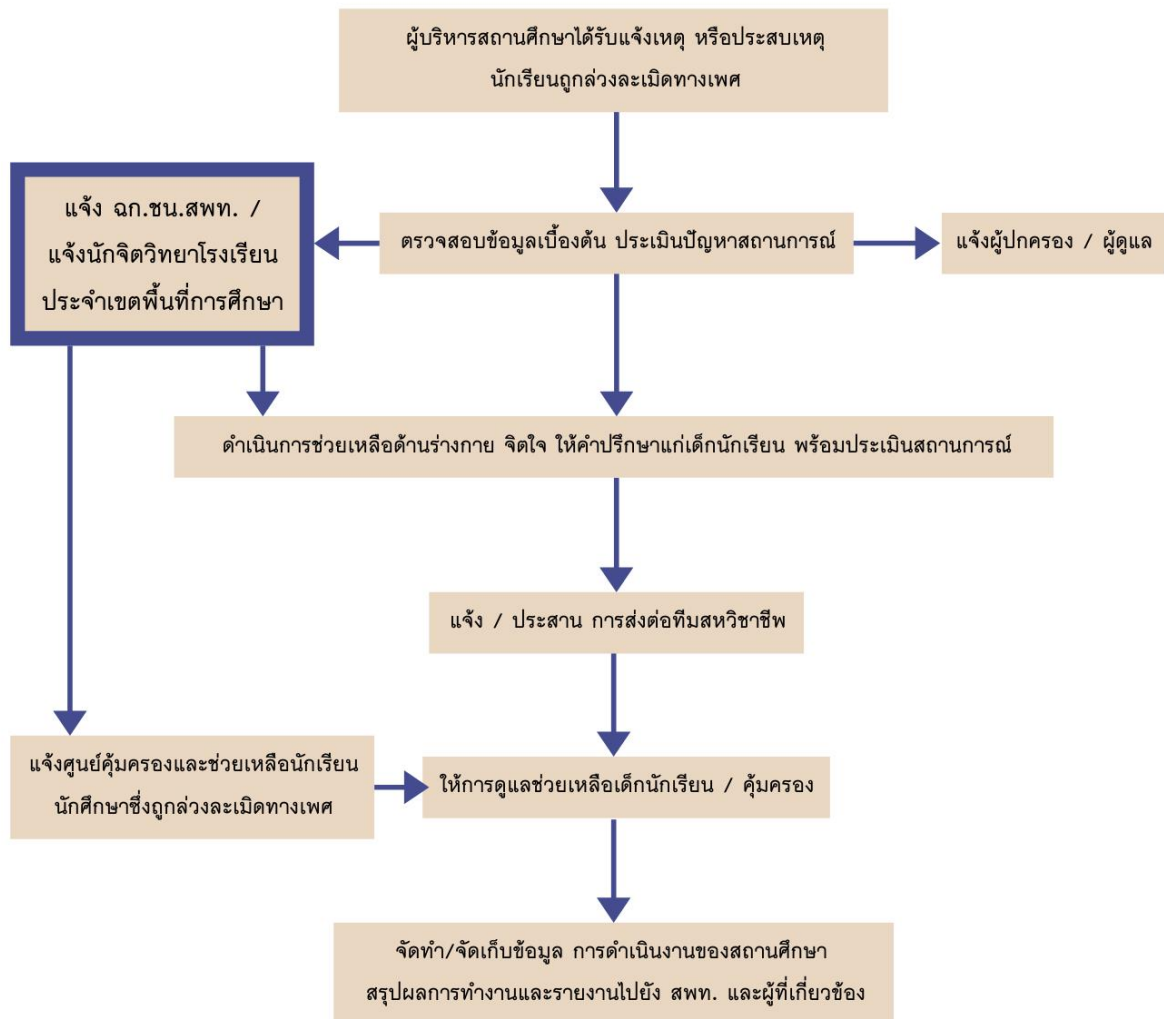 ผู้บริหารสถานศึกษาได้รับแจ้งเหตุ หรือประสบเหตุ
นักเรียนถูกล่วงละเมิดทางเพศ
แจ้ง ฉก.ชน.สพท. /
แจ้งนักจิตวิทยาโรงเรียน
ประจำเขตพื้นที่การศึกษา
ตรวจสอบข้อมูลเบื้องต้น ประเมินปัญหาสถานการณ์
แจ้งผู้ปกครอง / ผู้ดูแล
ดำเนินการช่วยเหลือด้านร่างกาย จิตใจ ให้คำปรึกษาแก่เด็กนักเรียน พร้อมประเมินสถานการณ์
แจ้ง / ประสาน การส่งต่อทีมสหวิชาชีพ
แจ้งศูนย์คุ้มครองและช่วยเหลือนักเรียน
นักศึกษาซึ่งถูกล่วงละเมิดทางเพศ
ให้การดูแลช่วยเหลือเด็กนักเรียน / คุ้มครอง
จัดทำ/จัดเก็บข้อมูล การดำเนินงานของสถานศึกษา
สรุปผลการทำงานและรายงานไปยัง สพท. และผู้ที่เกี่ยวข้อง